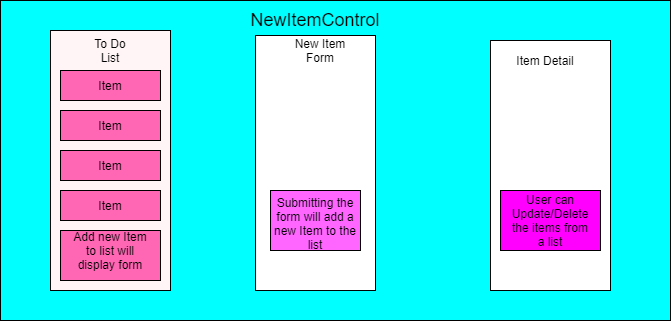 NewItemControl
To Do
List
Item
Item
Item
Item
Add new Item
to list will
display form
New Item
Form
Submitting the
form will add a
new Item to the
list
Item Detail
User can
Update/Delete
the items from
a list